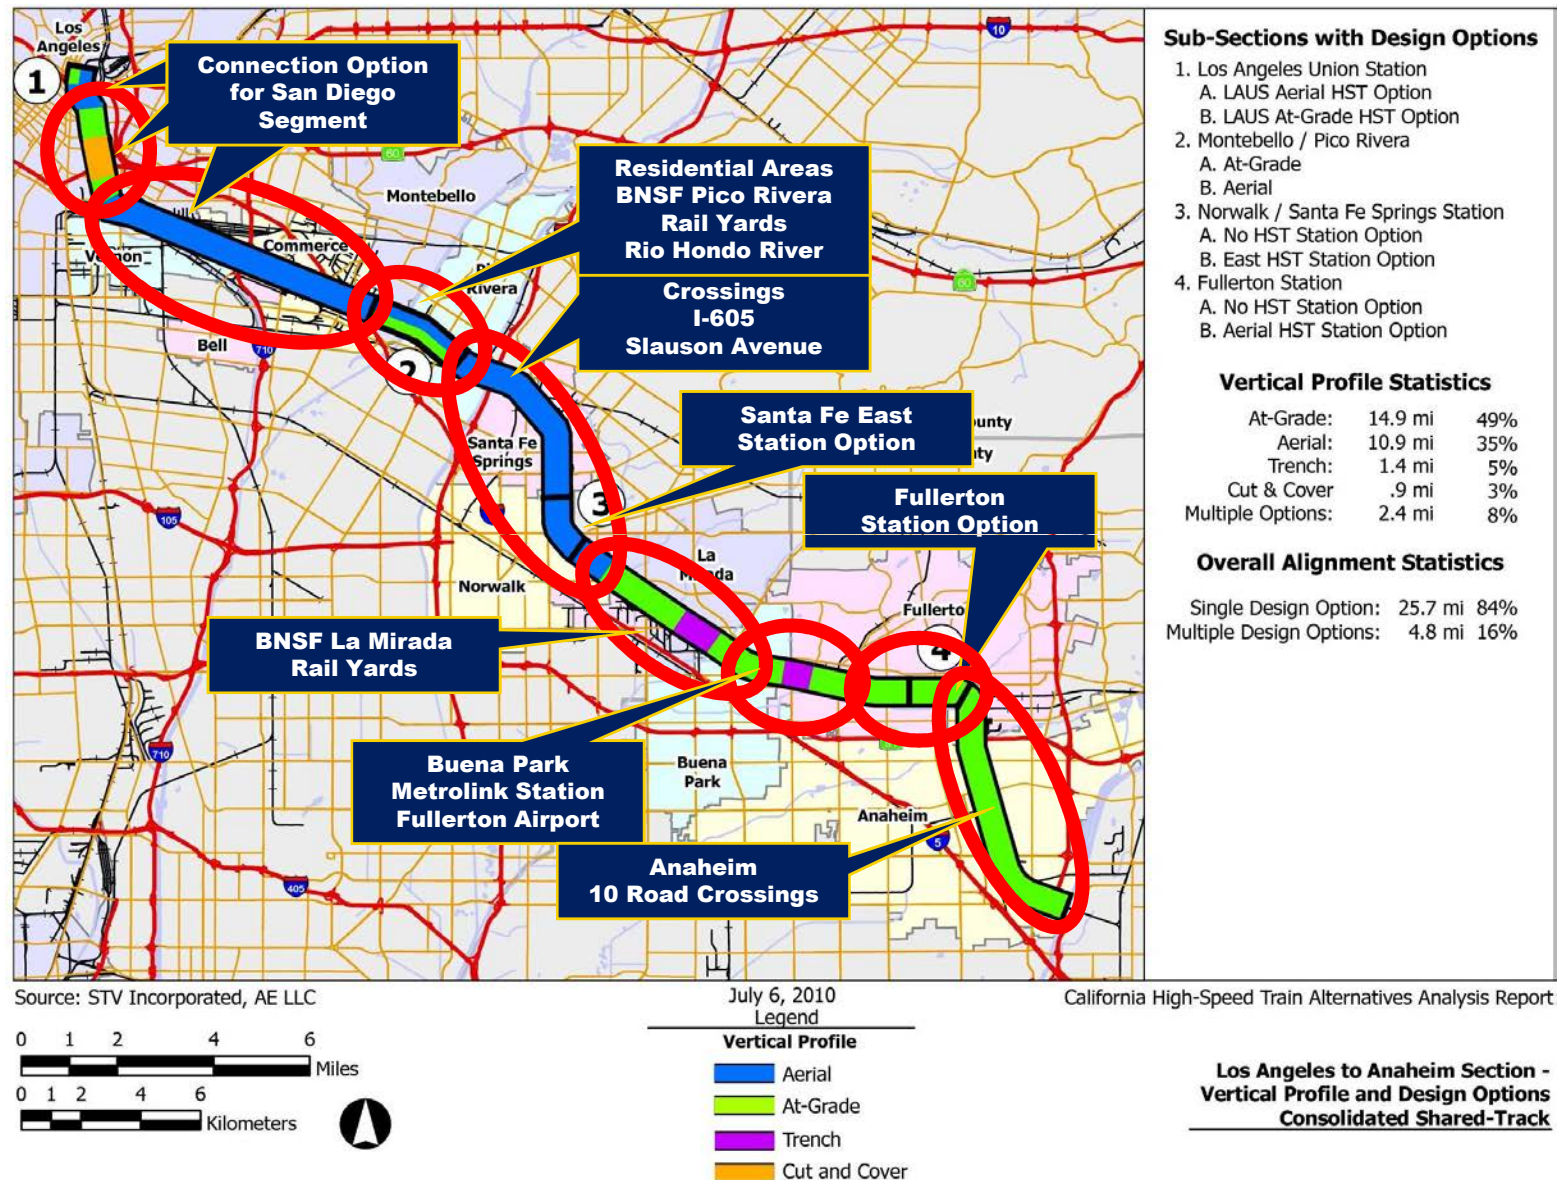 Los
Angeles
1
Connection Option
for San Diego
Segment
10
60
Montebello
Residential Areas
BNSF Pico Rivera
Rail Yards
Rio Hondo River
Commerce
Vernon
Rivera
Crossings
I-605
Slauson Avenue
60
Bell
710
2
Santa Fe East
Station Option
Santa Fe
Springs
3
Fullerton
Station Option
105
La
Mirada
Norwalk
Fullerto
4
BNSF La Mirada
Rail Yards
710
Buena Park
Metrolink Station
Fullerton Airport
Buena
Park
Anaheim
5
Anaheim
10 Road Crossings
405
Sub-Sections with Design Options
1. Los Angeles Union Station
A. LAUS Aerial HST Option
B. LAUS At-Grade HST Option
2. Montebello / Pico Rivera
A. At-Grade
B. Aerial
3. Norwalk / Santa Fe Springs Station
A. No HST Station Option
B. East HST Station Option
4. Fullerton Station
A. No HST Station Option
B. Aerial HST Station Option
Vertical Profile Statistics
At-Grade: 14.9 mi 49%
Aerial: 10.9 mi 35%
Trench: 1.4 mi 5%
Cut & Cover .9 mi 3%
Multiple Options: 2.4 mi 8%
Overall Alignment Statistics
Single Design Option: 25.7 mi 84%
Multiple Design Options: 4.8 mi 16%
Source: STV Incorporated, AE LLC
July 6, 2010
California High-Speed Train Alternatives Analysis Report
0 1 2 4 6
Miles
0 1 2 4 6
Kilometers
Legend
Vertical Profile
Aerial
At-Grade
Trench
Cut and Cover
Los Angeles to Anaheim Section -
Vertical Profile and Design Options
Consolidated Shared-Track